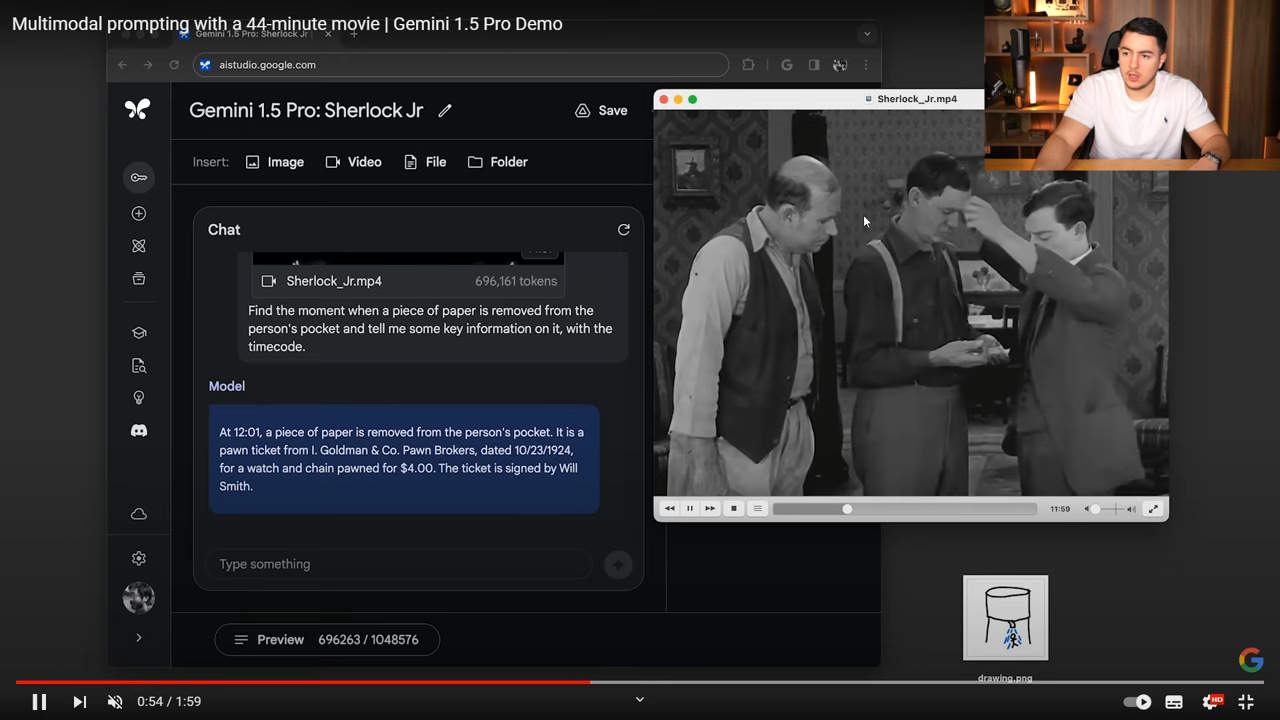 Multimodal prompting with a 44-minute movie | Gemini 1.5 Pro Demo
Gemini 1.5 Pro: Sherlock Jr
aistudio.google.com
Gemini 1.5 Pro: Sherlock Jr
Save
Sherlock_Jr.mp4
Insert: Image Video File Folder
Chat
Sherlock_Jr.mp4 696,161 tokens
Find the moment when a piece of paper is removed from the
person's pocket and tell me some key information on it, with the
timecode.
Model
At 12:01, a piece of paper is removed from the person's pocket. It is a
pawn ticket from I. Goldman & Co. Pawn Brokers, dated 10/23/1924,
for a watch and chain pawned for $4.00. The ticket is signed by Will
Smith.
11:59
Type something
Preview 696263 / 1048576
drawing.png
0:54 / 1:59
HD